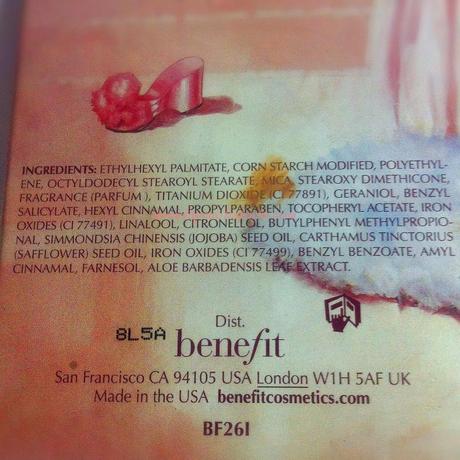 INGREDIENTS: ETHYLHEXYL PALMITATE, CORN STARCH MODIFIED, POLYETHYL-
ENE, OCTYLDODECYL STEAROYL STEARATE, MICA, STEAROXY DIMETHICONE,
FRAGRANCE (PARFUM ), TITANIUM DIOXIDE (CI 77891), GERANIOL, BENZYL
SALICYLATE, HEXYL CINNAMAL, PROPYLPARABEN, TOCOPHERYL ACETATE, IRON
OXIDES (CI 77491), LINALOOL, CITRONELLOL, BUTYLPHENYL METHYLPROPIO-
NAL, SIMMONDSIA CHINENSIS (JOJOBA) SEED OIL, CARTHAMUS TINCTORIUS
(SAFFLOWER) SEED OIL, IRON OXIDES (CI 77499), BENZYL BENZOATE, AMYL
CINNAMAL, FARNESOL, ALOE BARBADENSIS LEAF EXTRACT.
8L5A
Dist.
benefit
San Francisco CA 94105 USA London W1H 5AF UK
Made in the USA benefitcosmetics.com
BF26I